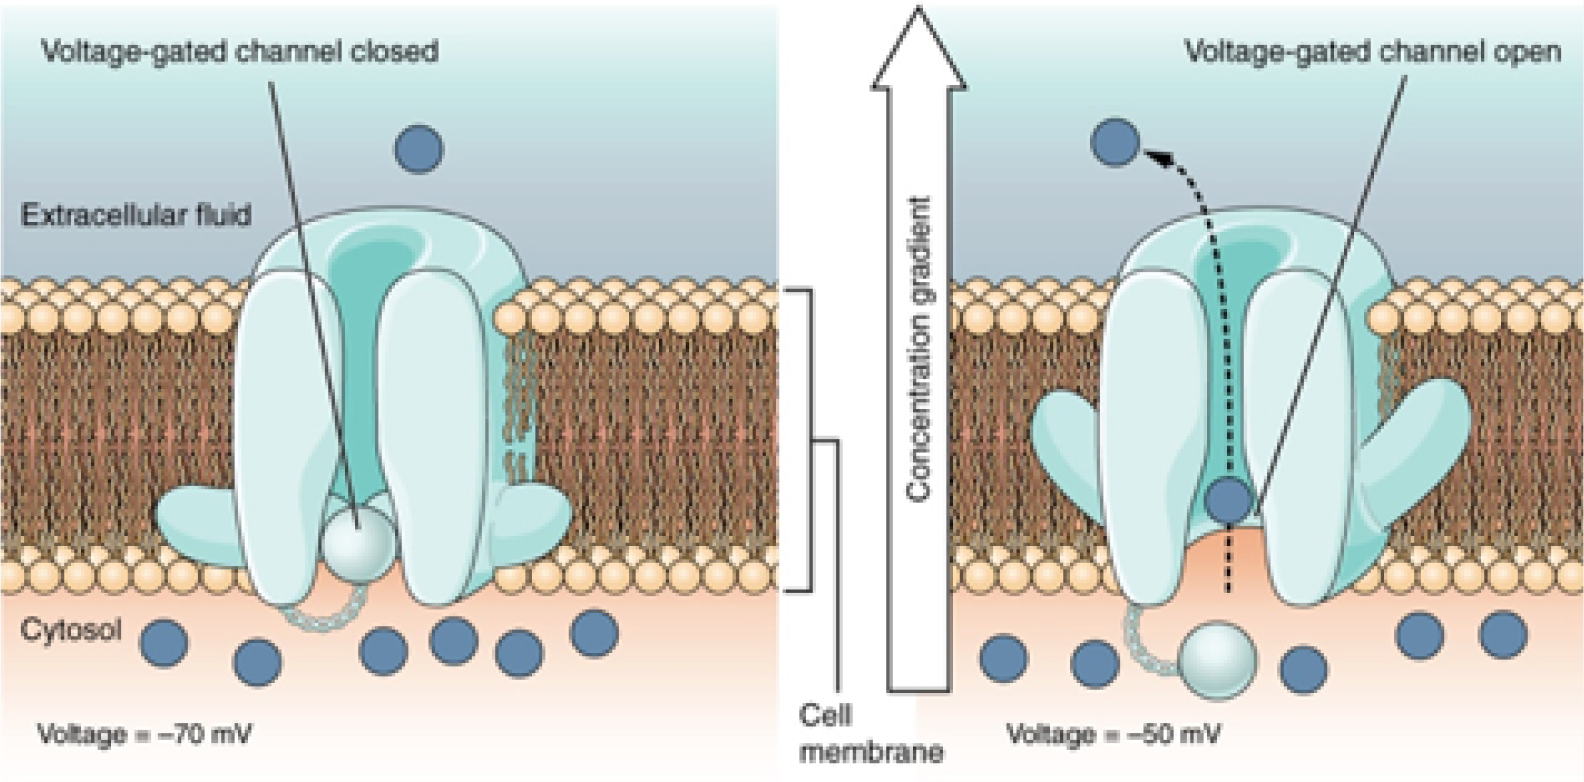 Voltage-gated channel closed
Extracellular fluid
Cytosol
Voltage = –70 mV
Cell
membrane
Concentration gradient
Voltage-gated channel open
Voltage = –50 mV